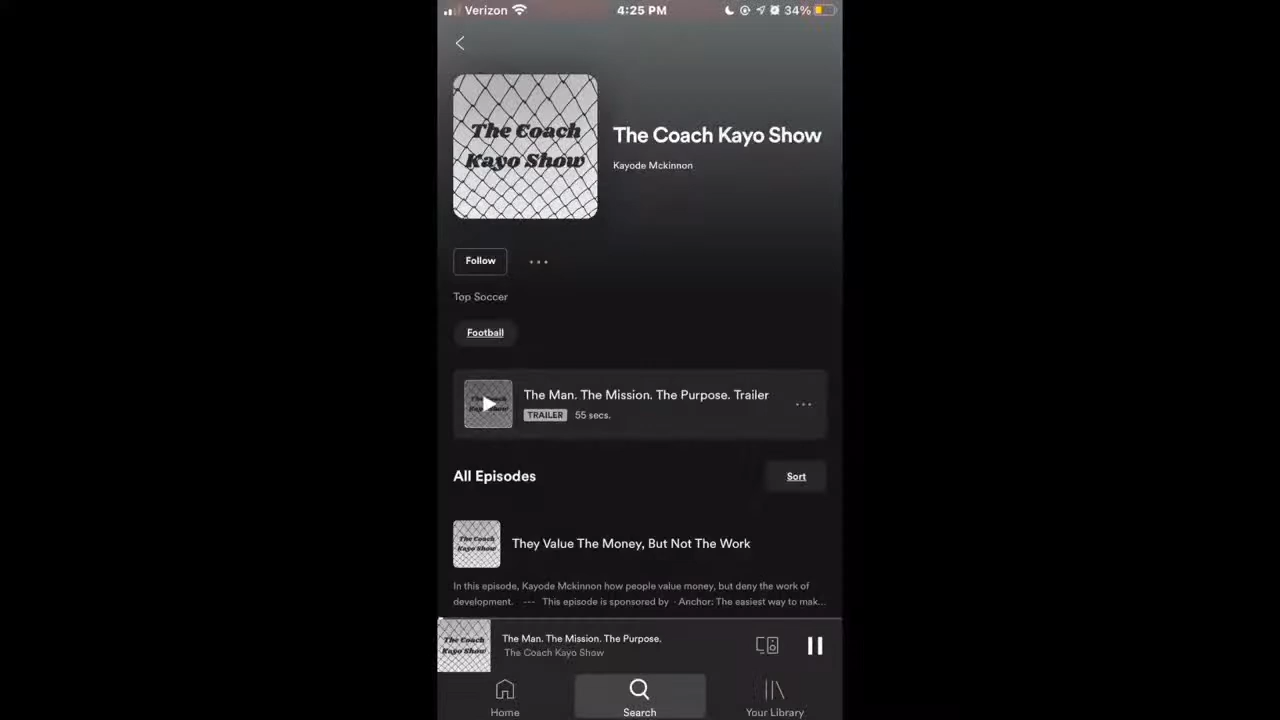 Verizon 4:25 PM 34%
The Coach
Kayo Show
The Coach Kayo Show
Kayode Mckinnon
Follow
Top Soccer
Football
The Man. The Mission. The Purpose. Trailer
TRAILER 55 secs.
All Episodes
Sort
The Coach
Kayo Show
They Value The Money, But Not The Work
In this episode, Kayode Mckinnon how people value money, but deny the work of
development. --- This episode is sponsored by · Anchor: The easiest way to mak...
The Coach
Kayo Show
The Man. The Mission. The Purpose.
The Coach Kayo Show
Home
Search
Your Library